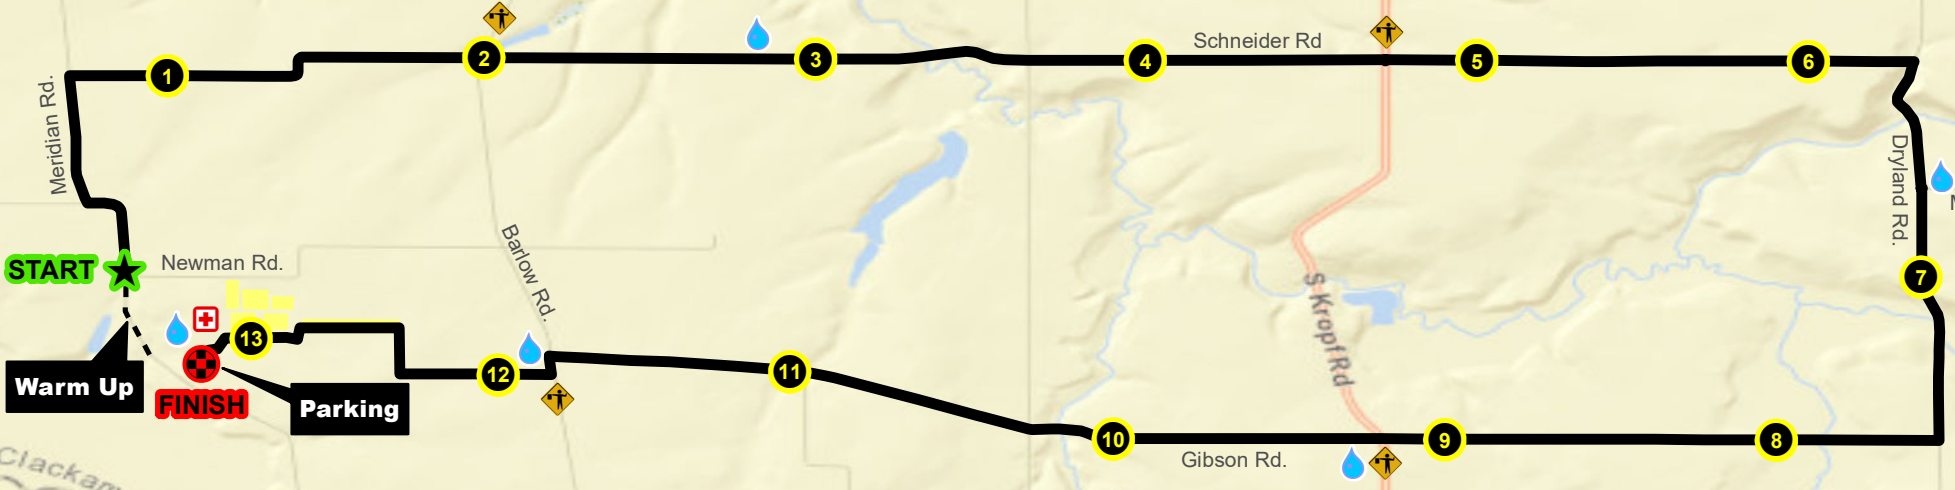 2
Schneider Rd
1
3
4
5
6
Meridian Rd.
Dryland Rd.
START
Newman Rd.
Barlow Rd.
S Kropf Rd
7
13
Warm Up
FINISH
Parking
12
11
10
9
8
Gibson Rd.